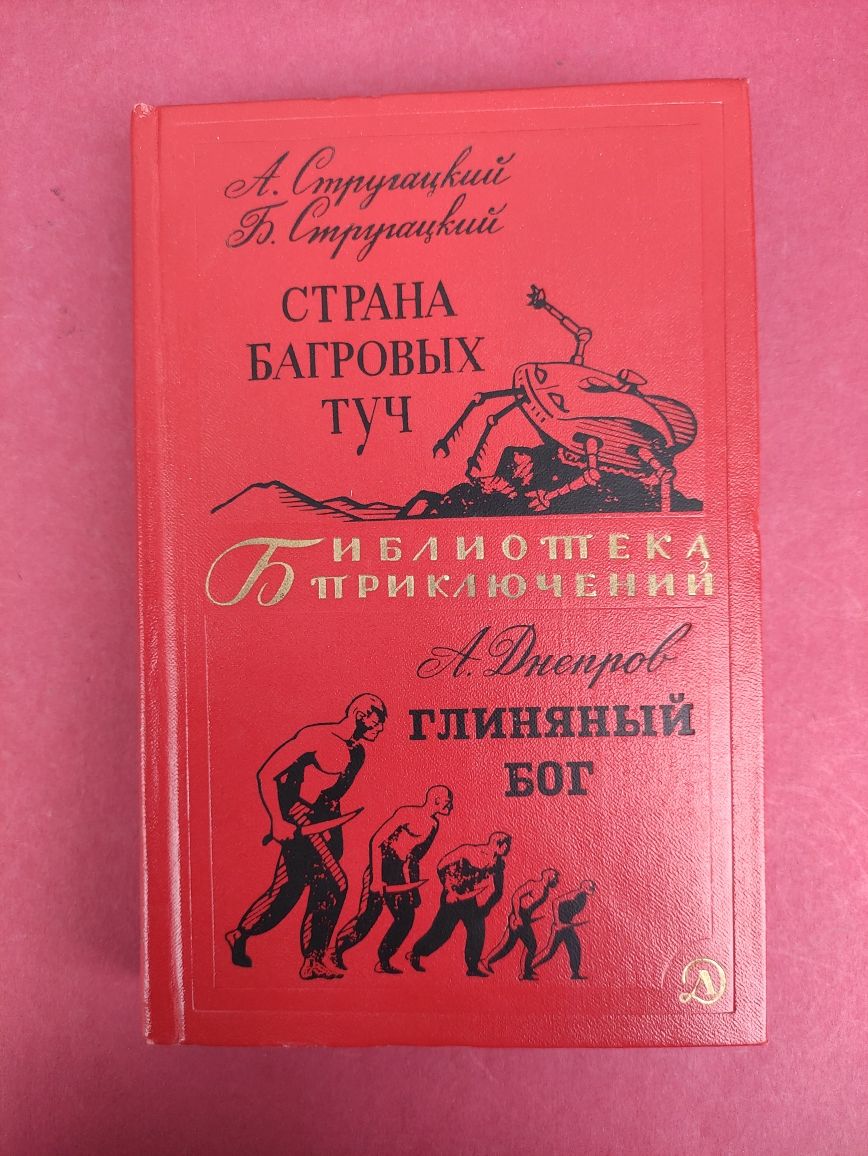 А. Стругацкий
Б. Стругацкий
СТРАНА
БАГРОВЫХ
ТУЧ
БИБЛИОТЕКА
ПРИКЛЮЧЕНИЙ
А. Днепров
ГЛИНЯНЫЙ
БОГ
Д